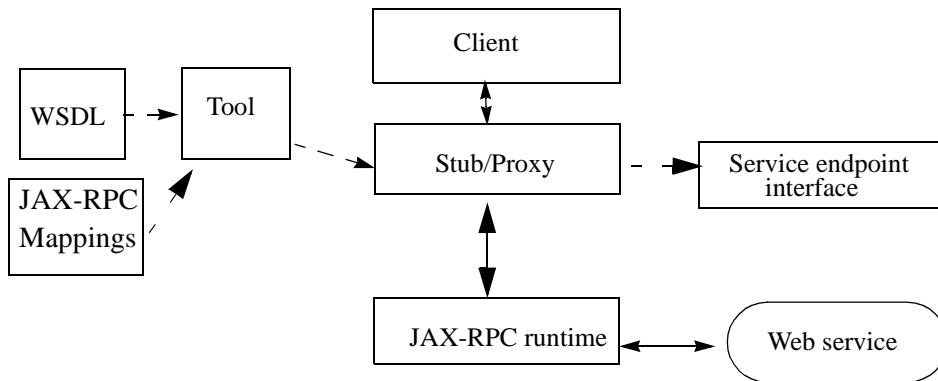 Client
WSDL
Tool
Stub/Proxy
Service endpoint
interface
JAX-RPC
Mappings
JAX-RPC runtime
Web service